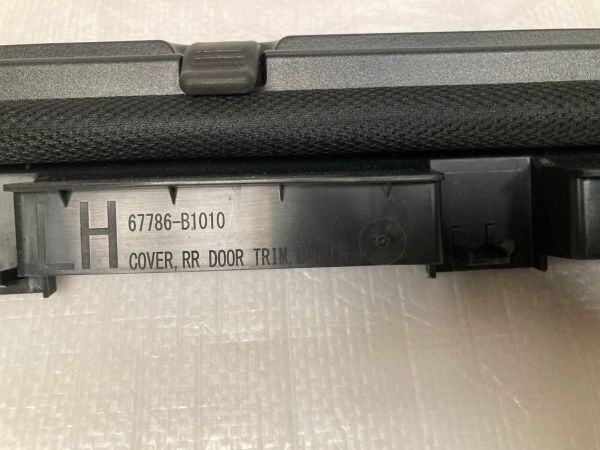 LH
67786-B1010
COVER, RR DOOR TRIM,